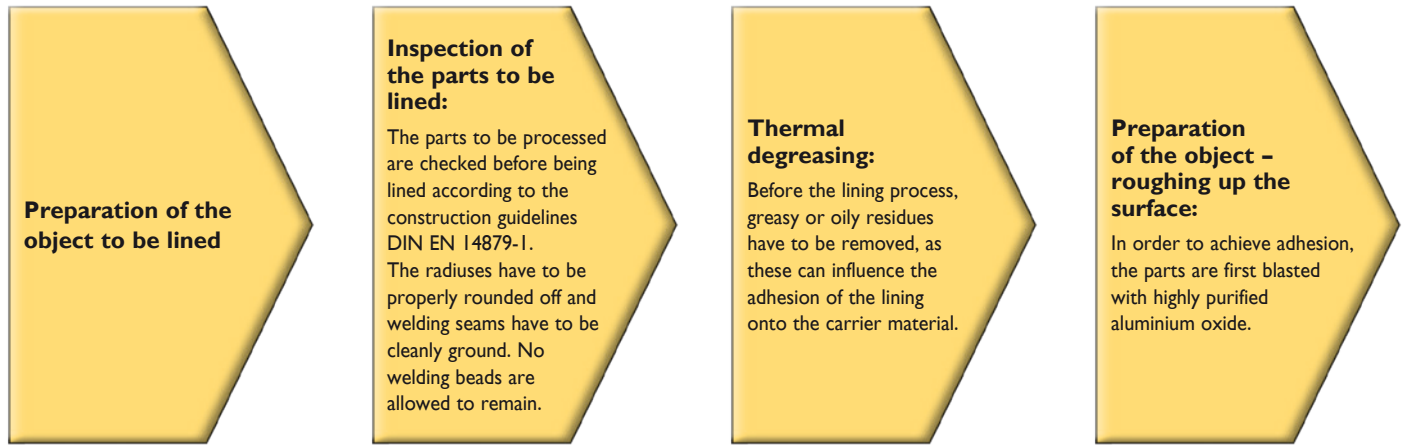 Preparation of the
object to be lined
Inspection of
the parts to be
lined:
The parts to be processed
are checked before being
lined according to the
construction guidelines
DIN EN 14879-1.
The radiuses have to be
properly rounded off and
welding seams have to be
cleanly ground. No
welding beads are
allowed to remain.
Thermal
degreasing:
Before the lining process,
greasy or oily residues
have to be removed, as
these can influence the
adhesion of the lining
onto the carrier material.
Preparation
of the object –
roughing up the
surface:
In order to achieve adhesion,
the parts are first blasted
with highly purified
aluminium oxide.